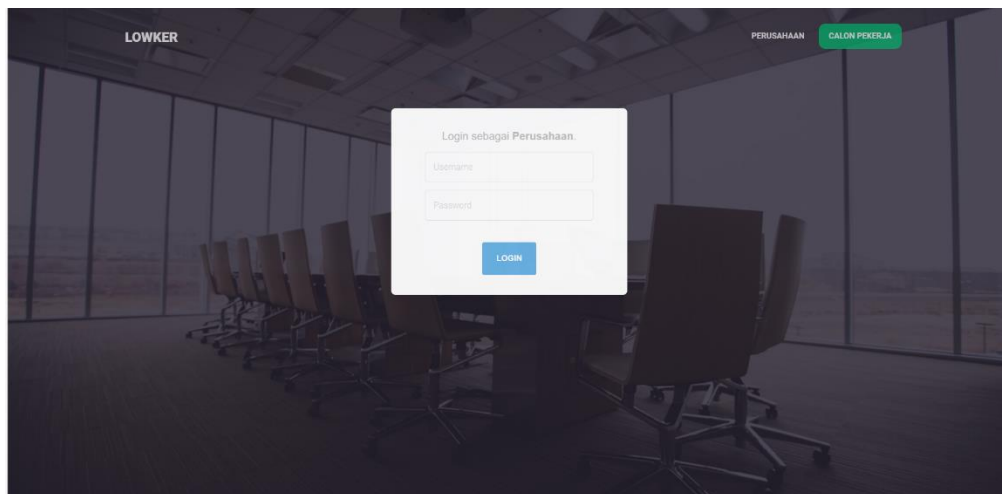 LOWKER
PERUSAHAAN
CALON PEKERJA
Login sebagai Perusahaan.
Username
Password
LOGIN